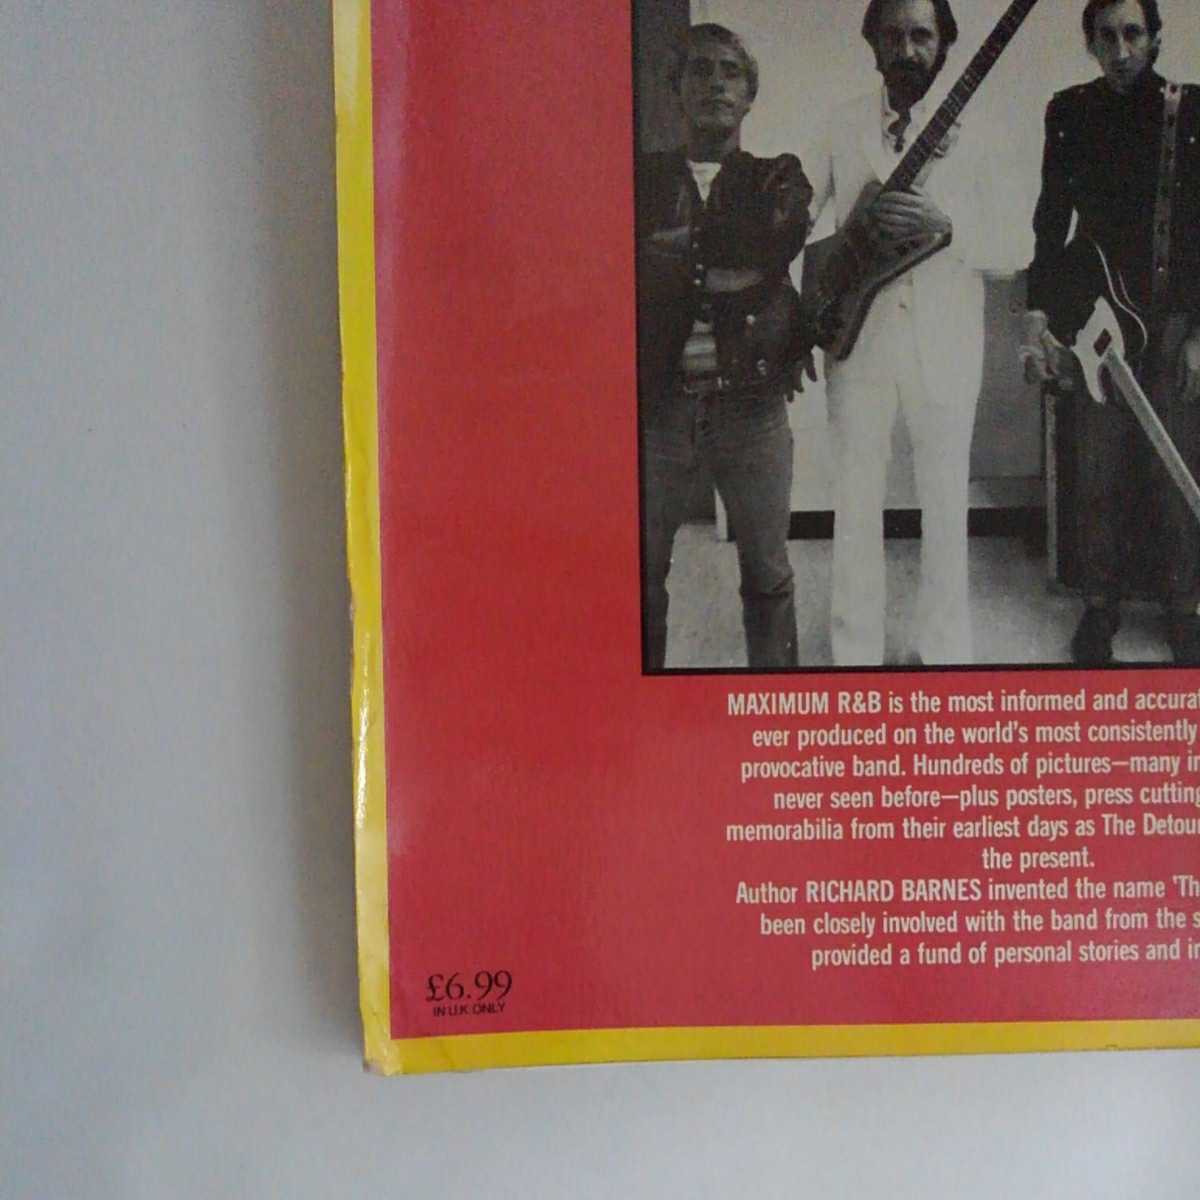 MAXIMUM R&B is the most informed and accurat
ever produced on the world's most consistently
provocative band. Hundreds of pictures—many in
never seen before—plus posters, press cutting
memorabilia from their earliest days as The Detou
the present.
Author RICHARD BARNES invented the name 'Th
been closely involved with the band from the s
provided a fund of personal stories and in
£6.99
IN U.K. ONLY